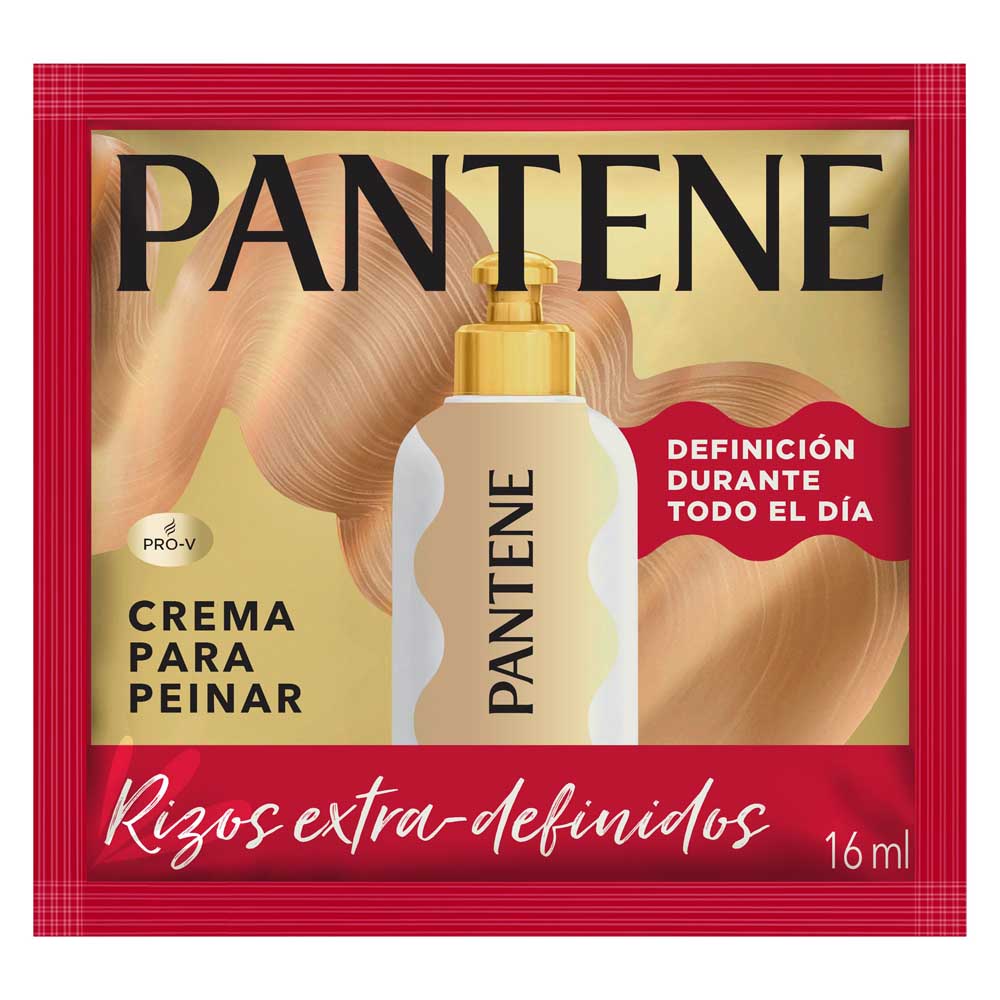 PANTENE
DEFINICIÓN
DURANTE
TODO EL DÍA
PANTENE
PRO-V
CREMA
PARA
PEINAR
Rizos extra-definidos
16 ml